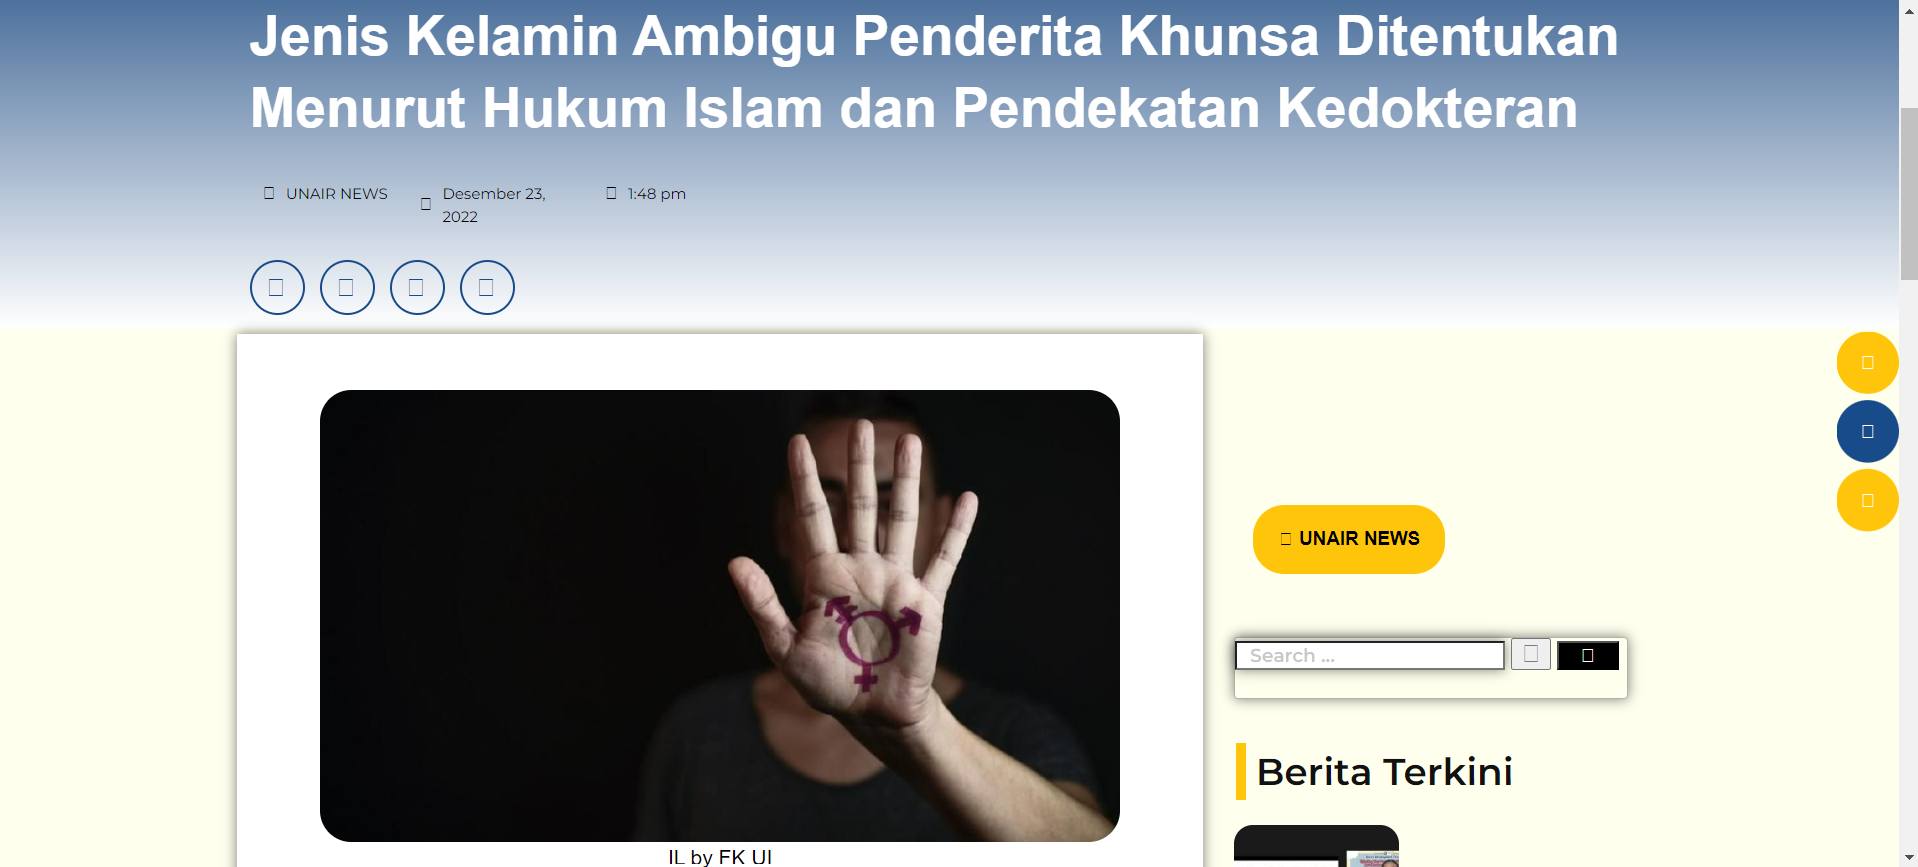 Jenis Kelamin Ambigu Penderita Khunsa Ditentukan
Menurut Hukum Islam dan Pendekatan Kedokteran
UNAIR NEWS
Desember 23,
2022
1:48 pm
UNAIR NEWS
Search ...
Berita Terkini
IL by FK UI